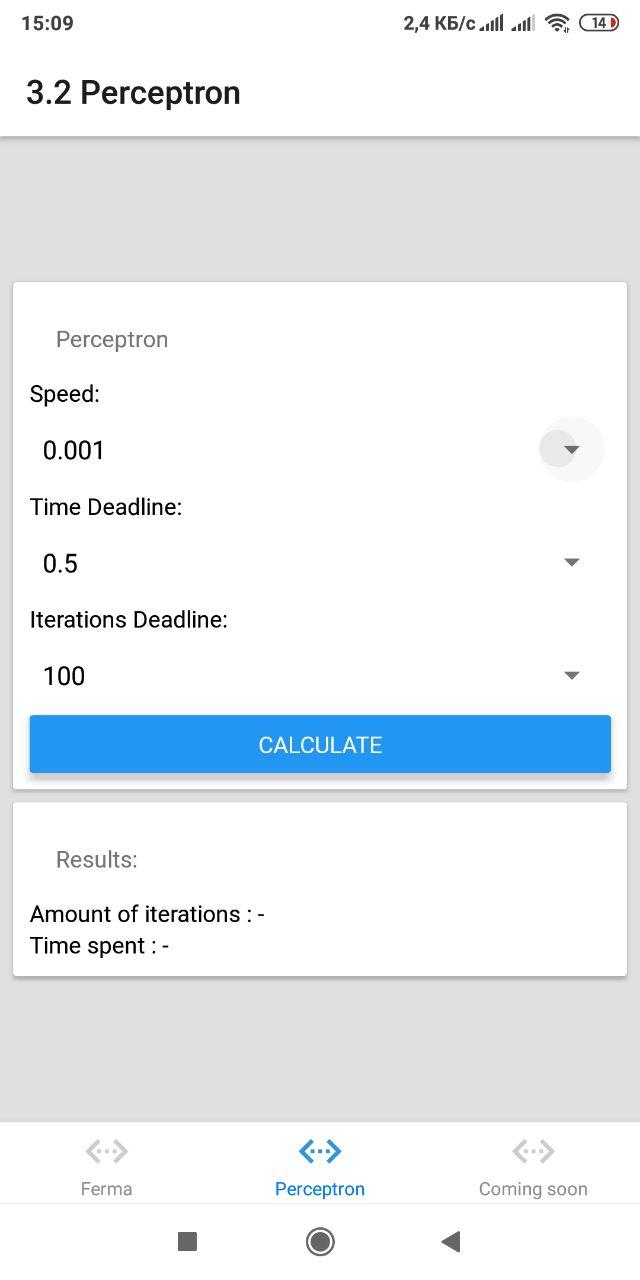 15:09 2,4 КБ/с 14
3.2 Perceptron
Perceptron
Speed:
0.001
Time Deadline:
0.5
Iterations Deadline:
100
CALCULATE
Results:
Amount of iterations : -
Time spent : -
Ferma Perceptron Coming soon